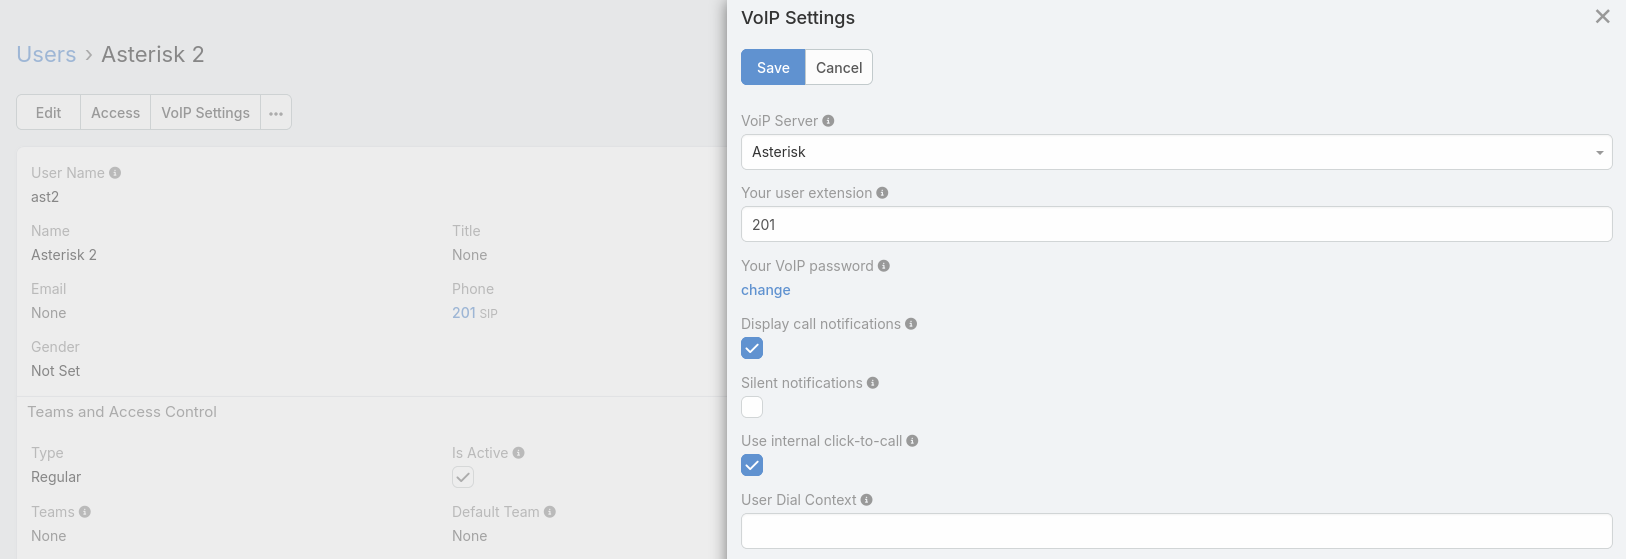 Users › Asterisk 2
Edit Access VoIP Settings ...
User Name
ast2
Name Title
Asterisk 2 None
Email Phone
None 201 SIP
Gender
Not Set
Teams and Access Control
Type Is Active
Regular
Teams Default Team
None None
VoIP Settings
Save Cancel
VoiP Server
Asterisk
Your user extension
201
Your VoIP password
change
Display call notifications
Silent notifications
Use internal click-to-call
User Dial Context